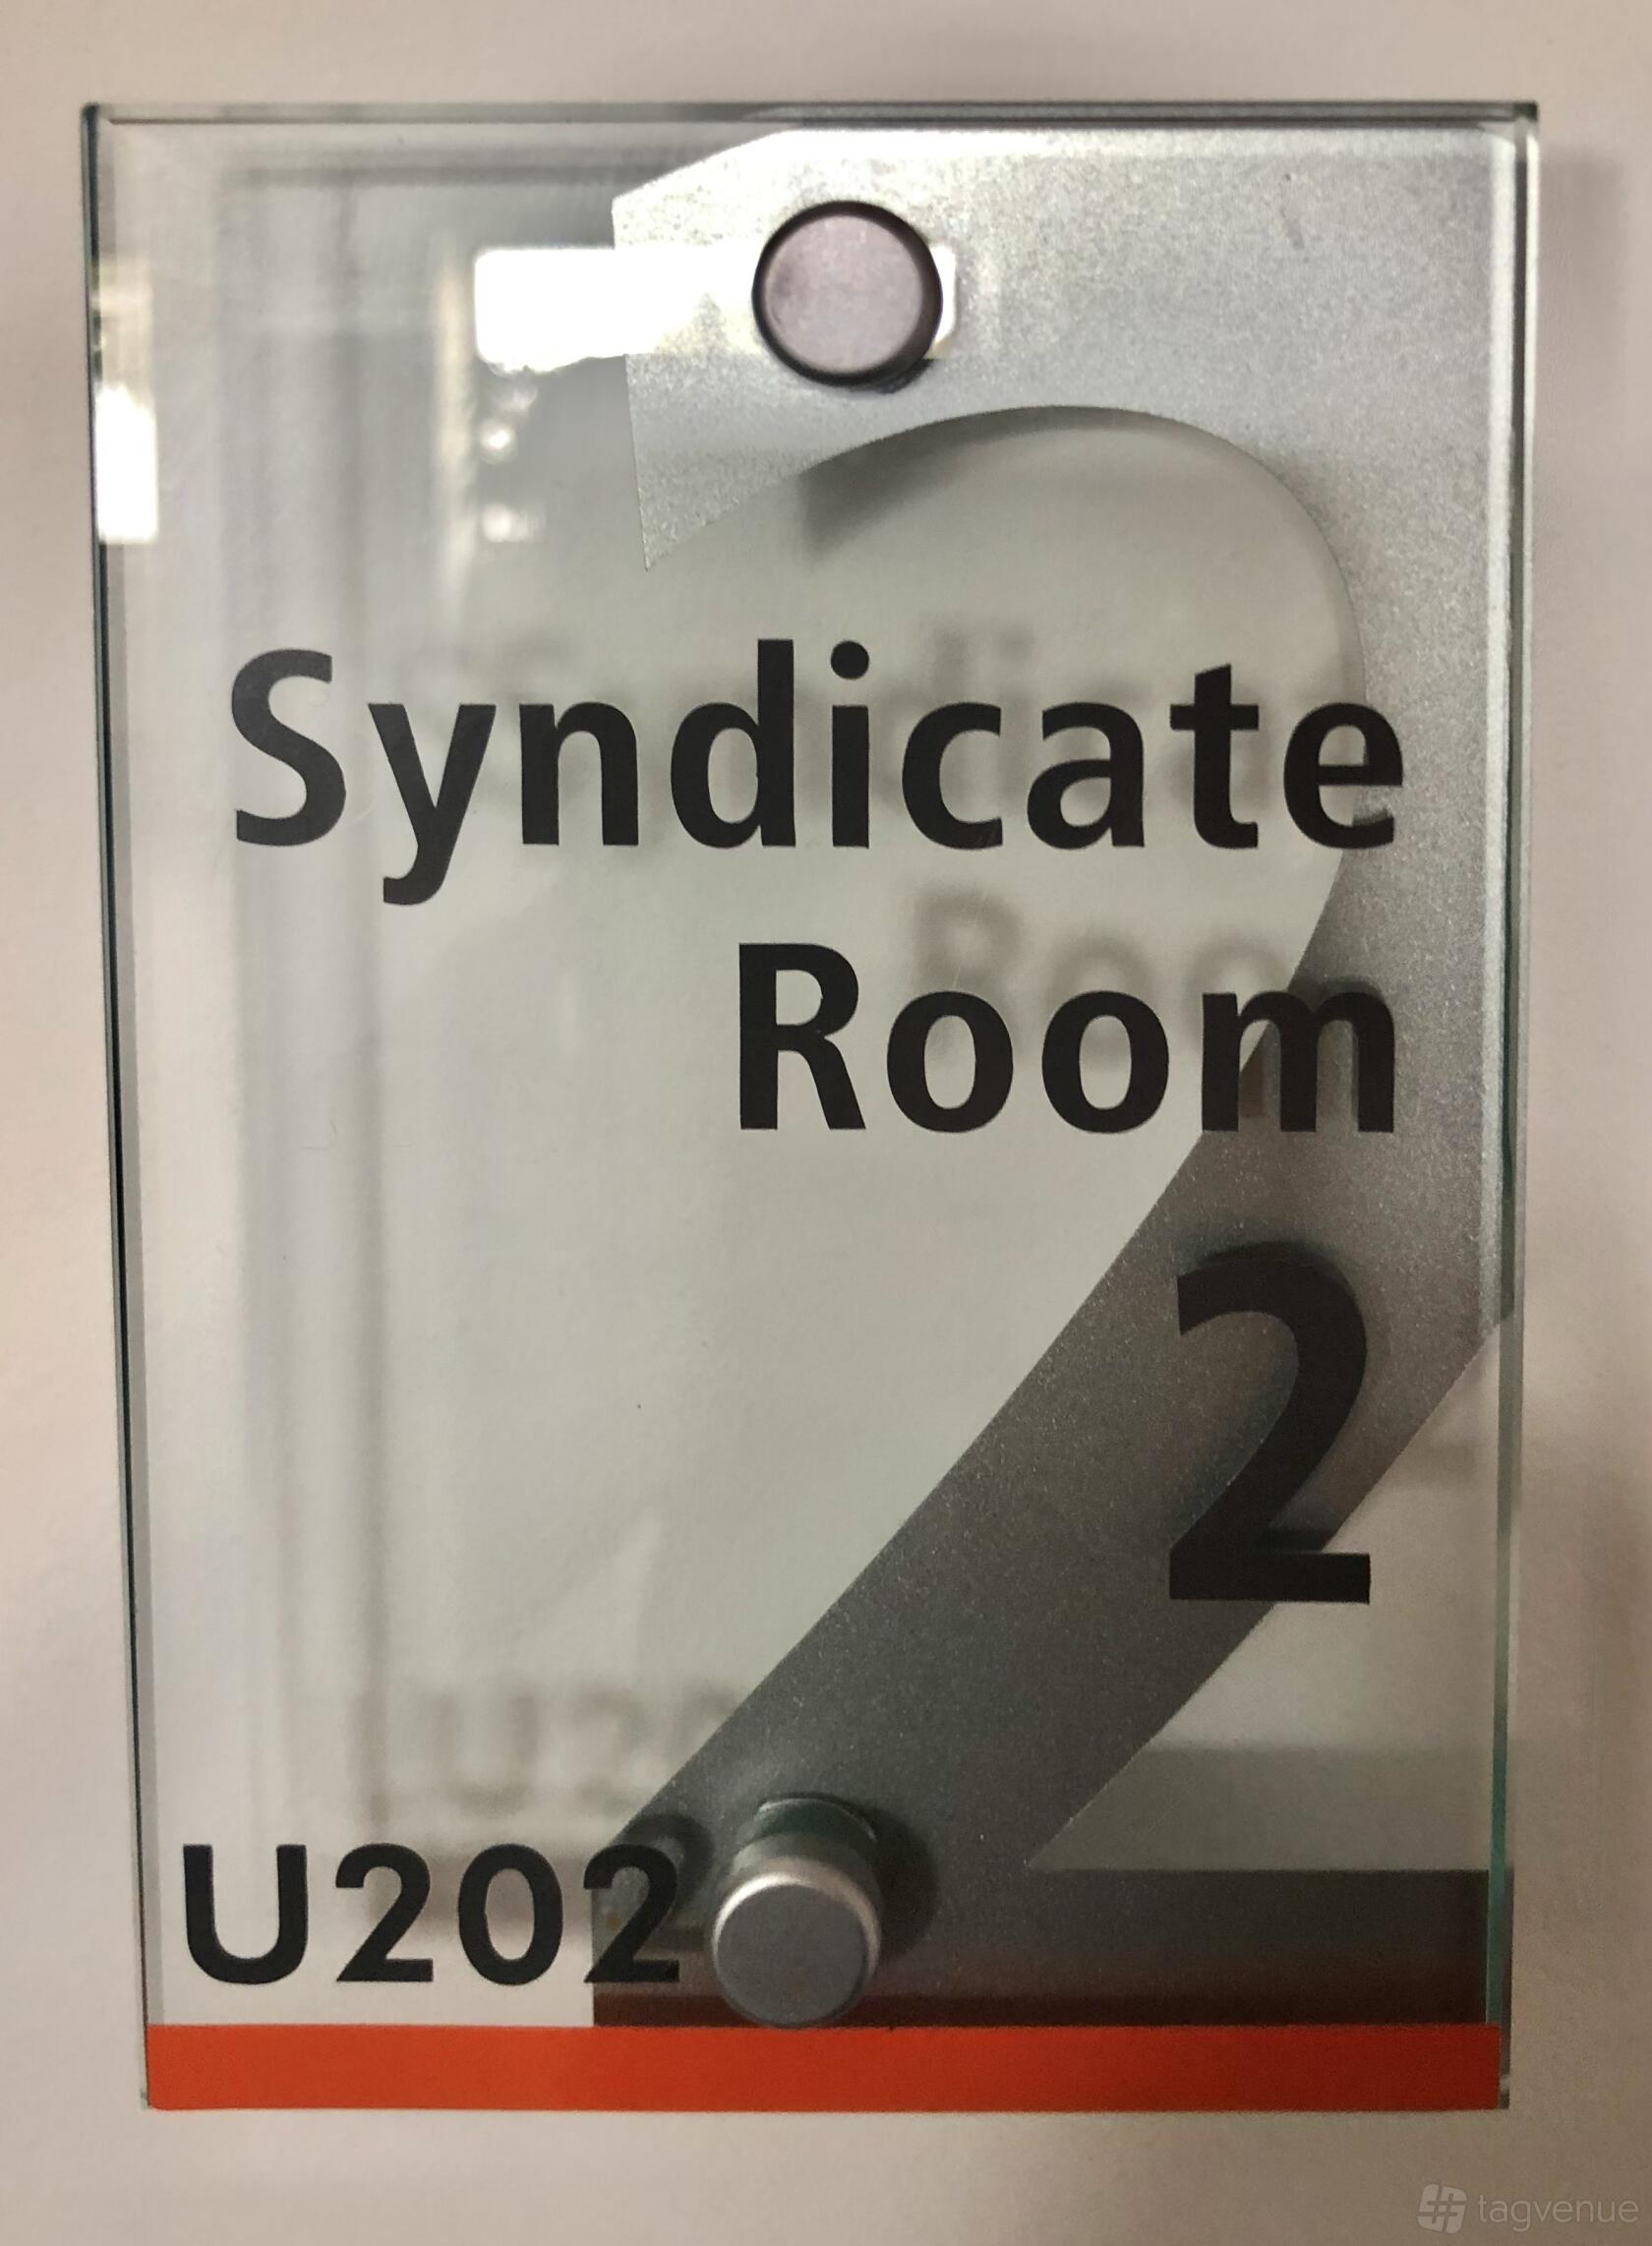 Syndicate
Room
2
U202
tagvenue